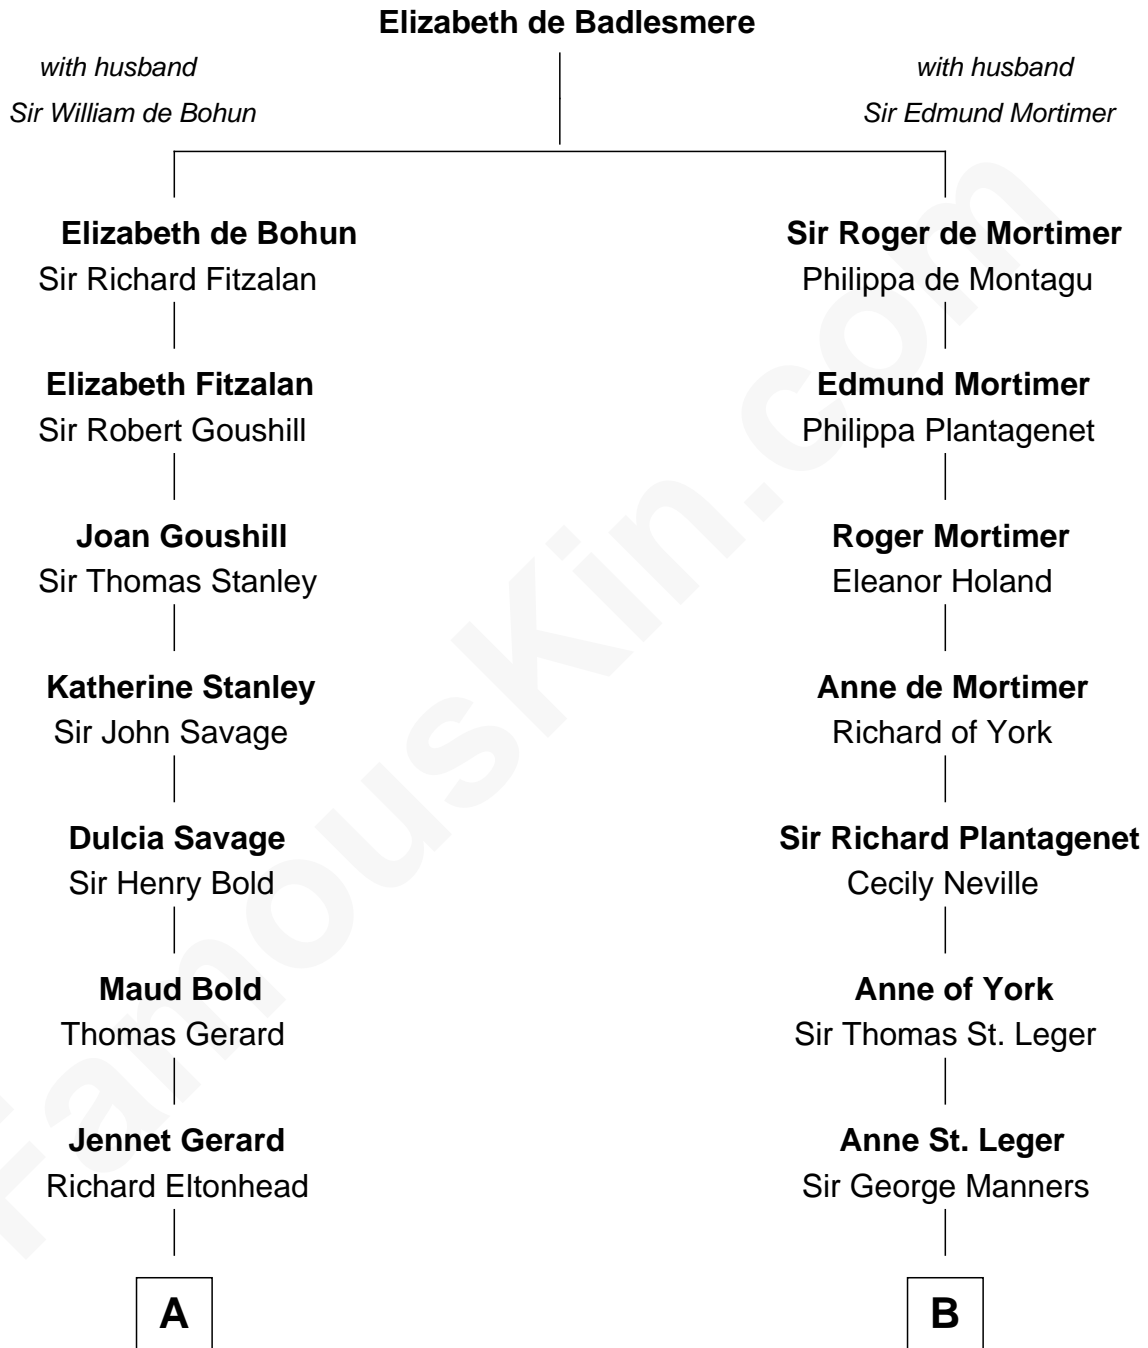 Elizabeth de Badlesmere
with husband
Sir William de Bohun
with husband
Sir Edmund Mortimer
Elizabeth de Bohun
Sir Richard Fitzalan
Elizabeth Fitzalan
Sir Robert Goushill
Joan Goushill
Sir Thomas Stanley
Katherine Stanley
Sir John Savage
Dulcia Savage
Sir Henry Bold
Maud Bold
Thomas Gerard
Jennet Gerard
Richard Eltonhead
A
Sir Roger de Mortimer
Philippa de Montagu
Edmund Mortimer
Philippa Plantagenet
Roger Mortimer
Eleanor Holand
Anne de Mortimer
Richard of York
Sir Richard Plantagenet
Cecily Neville
Anne of York
Sir Thomas St. Leger
Anne St. Leger
Sir George Manners
B
FamousKin.com